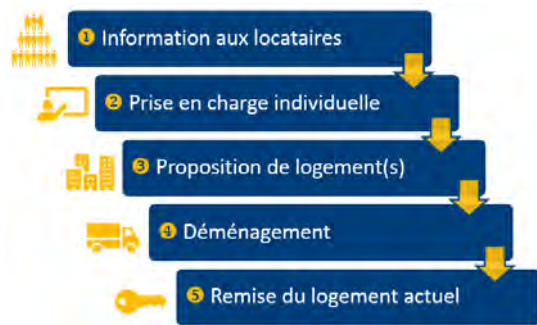 ❶ Information aux locataires
❷ Prise en charge individuelle
❸ Proposition de logement(s)
❹ Déménagement
❺ Remise du logement actuel